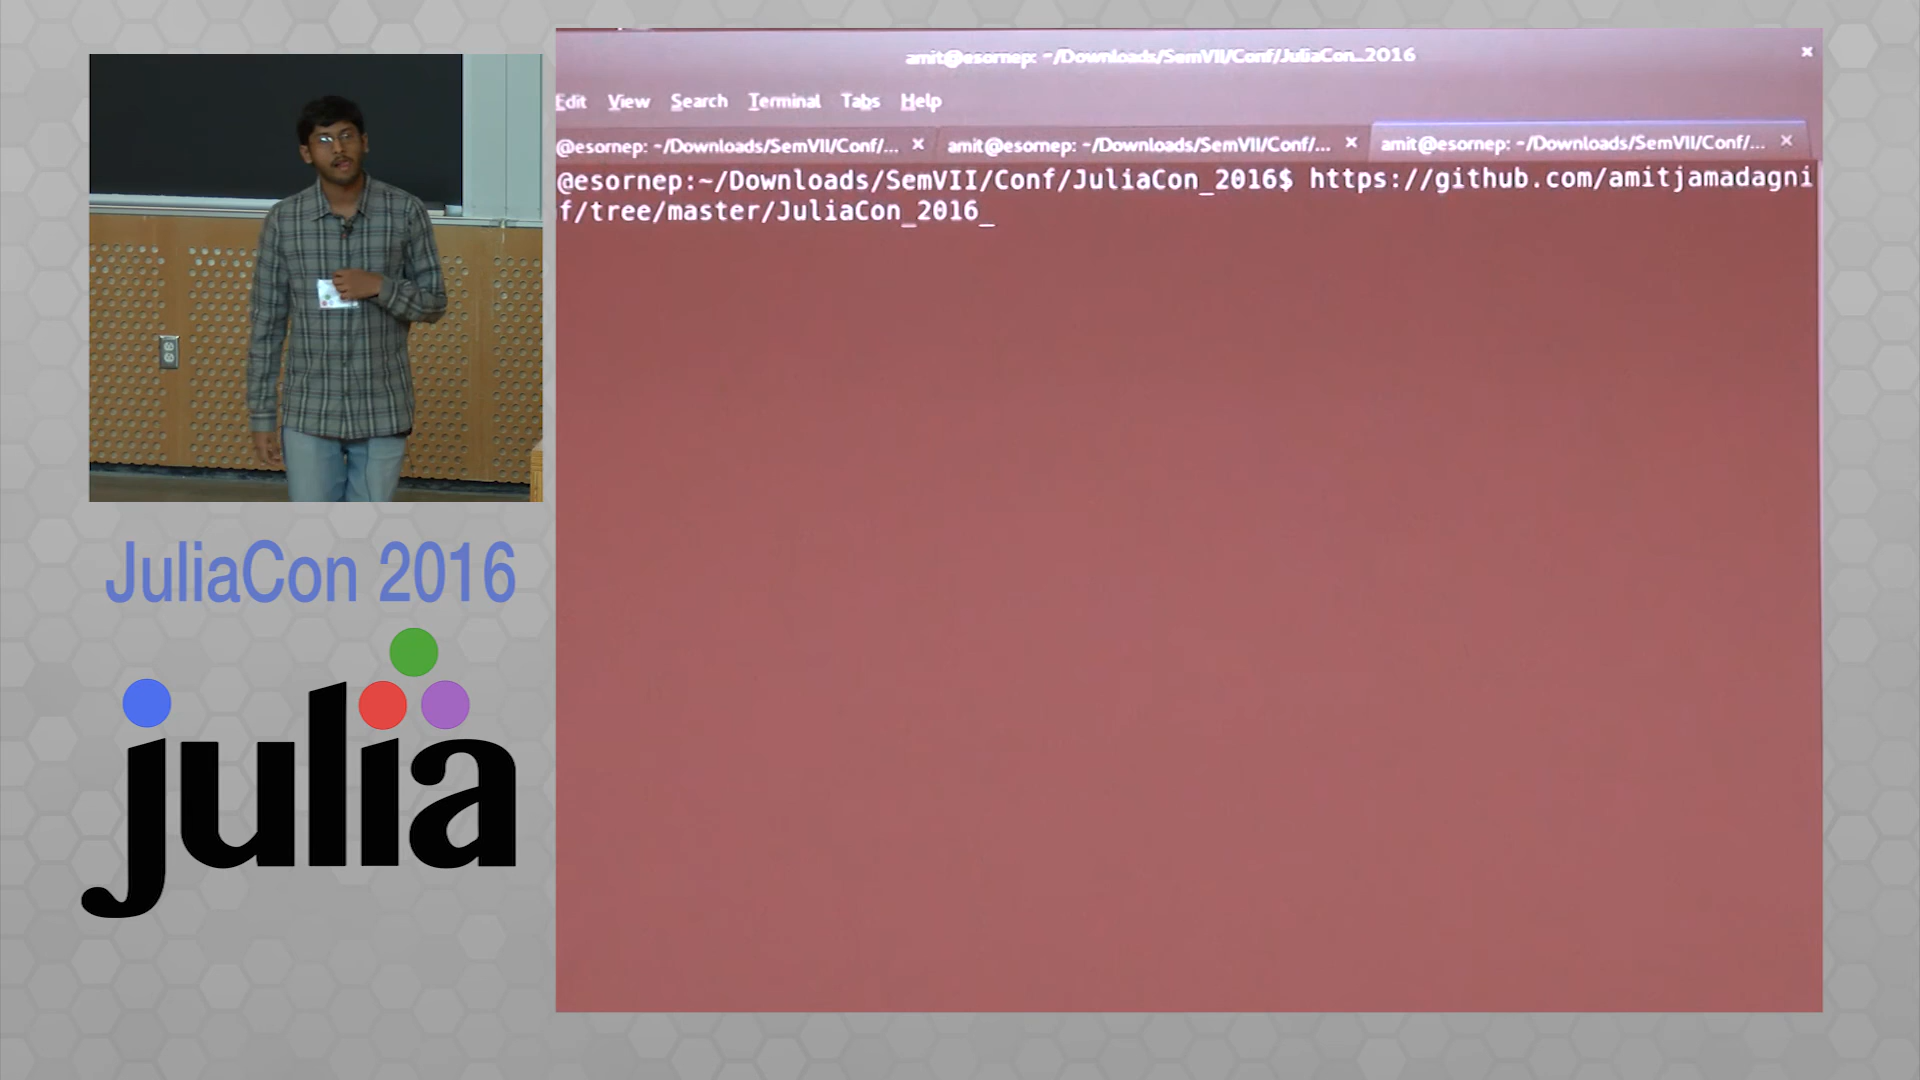 amit@esornep: ~/Downloads/SemVII/Conf/JuliaCon_2016
Edit View Search Terminal Tabs Help
@esornep: ~/Downloads/SemVII/Conf/... × amit@esornep: ~/Downloads/SemVII/Conf/... × amit@esornep: ~/Downloads/SemVII/Conf/... ×
@esornep:~/Downloads/SemVII/Conf/JuliaCon_2016$ https://github.com/amitjamadagni
f/tree/master/JuliaCon_2016_
JuliaCon 2016
julia